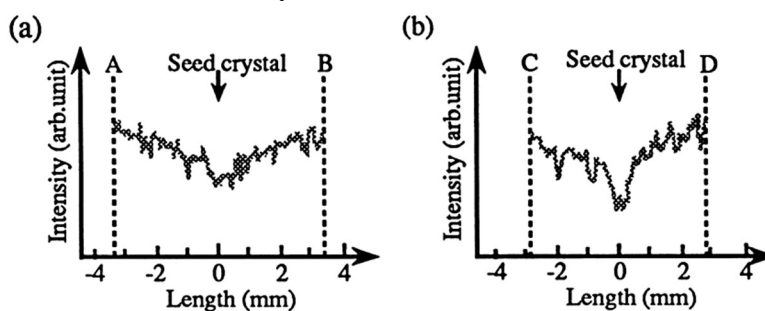 (a)
A
Seed crystal
B
Intensity (arb.unit)
-4 -2 0 2 4
Length (mm)
(b)
C
Seed crystal
D
Intensity (arb.unit)
-4 -2 0 2 4
Length (mm)